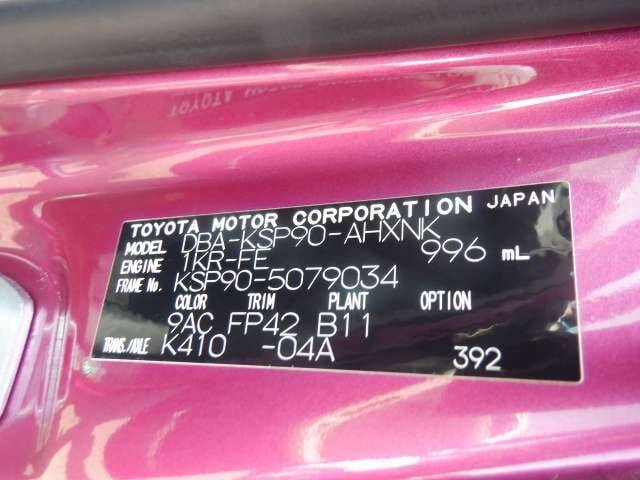 TOYOTA MOTOR CORPORATION JAPAN
MODEL DBA-KSP90-AHXNK
ENGINE 1KR-FE 996 mL
FRAME No. KSP90-5079034
COLOR TRIM PLANT OPTION
9AC FP42 B11
TRANS./AXLE K410 -04A 392